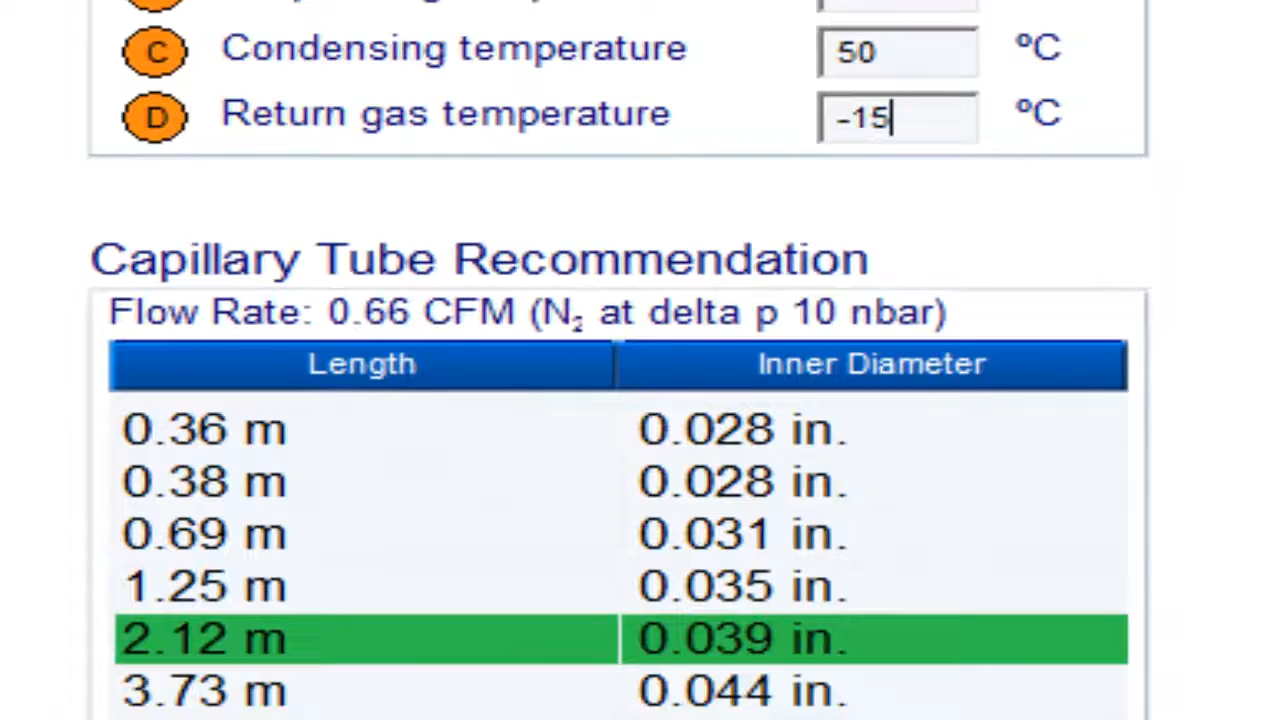 C Condensing temperature 50 ºC
D Return gas temperature -15 ºC
Capillary Tube Recommendation
Flow Rate: 0.66 CFM (N₂ at delta p 10 nbar)
Length Inner Diameter
0.36 m 0.028 in.
0.38 m 0.028 in.
0.69 m 0.031 in.
1.25 m 0.035 in.
2.12 m 0.039 in.
3.73 m 0.044 in.